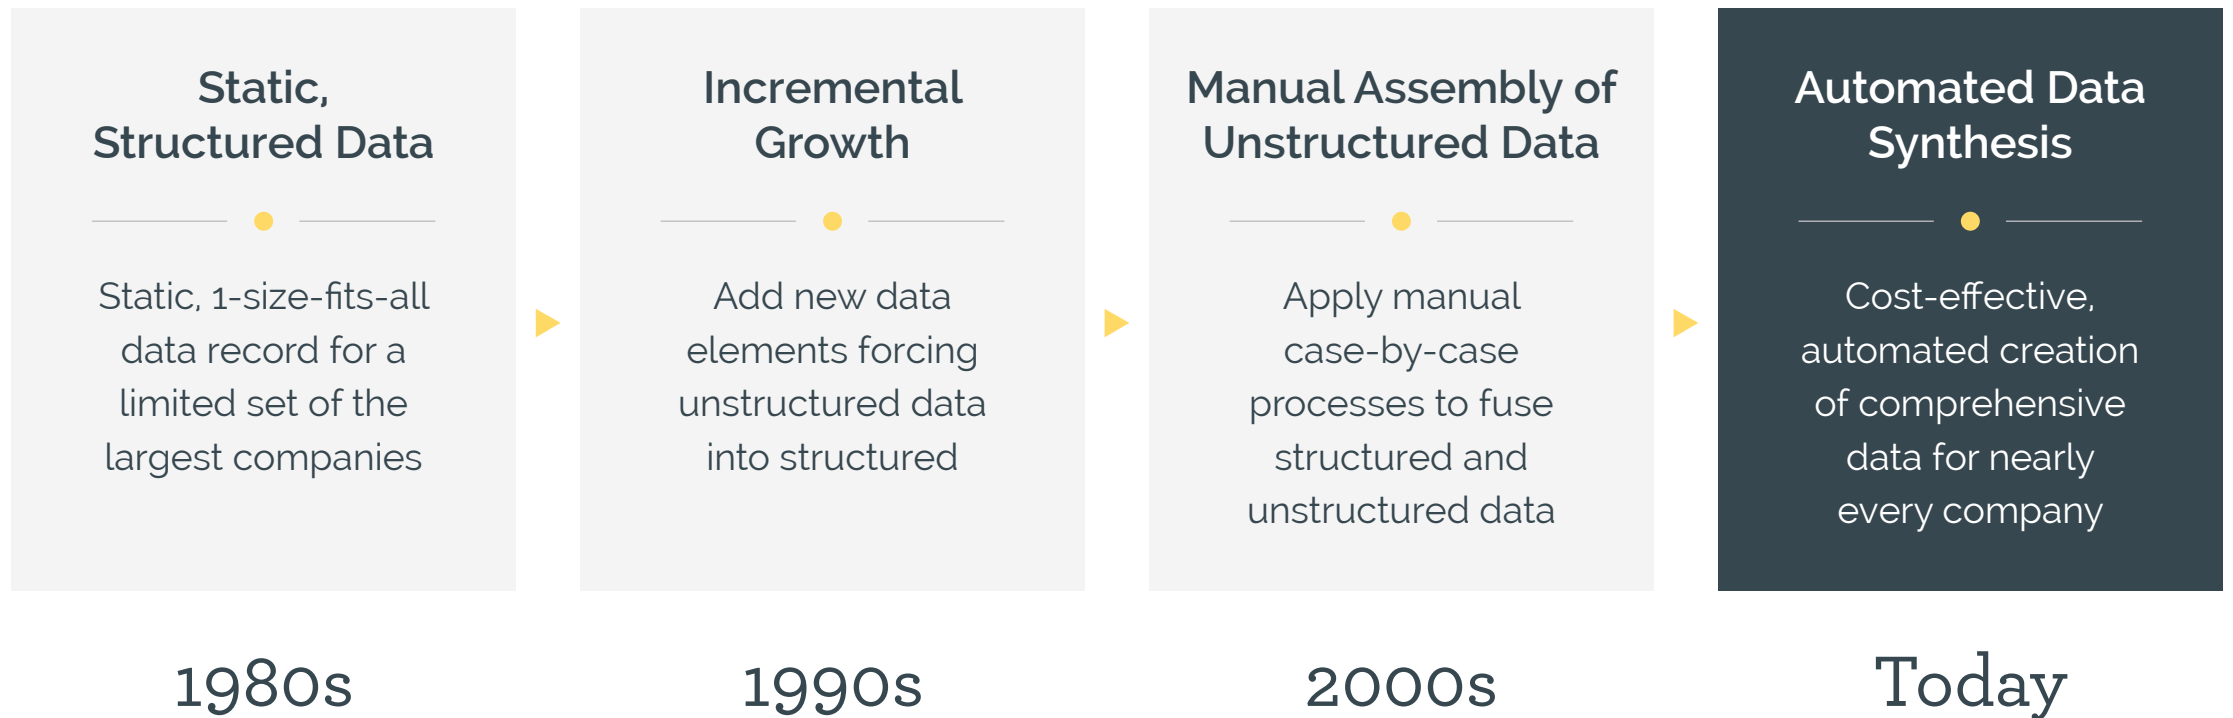 Static,
Structured Data
Static, 1-size-fits-all
data record for a
limited set of the
largest companies
1980s
Incremental
Growth
Add new data
elements forcing
unstructured data
into structured
1990s
Manual Assembly of
Unstructured Data
Apply manual
case-by-case
processes to fuse
structured and
unstructured data
2000s
Automated Data
Synthesis
Cost-effective,
automated creation
of comprehensive
data for nearly
every company
Today